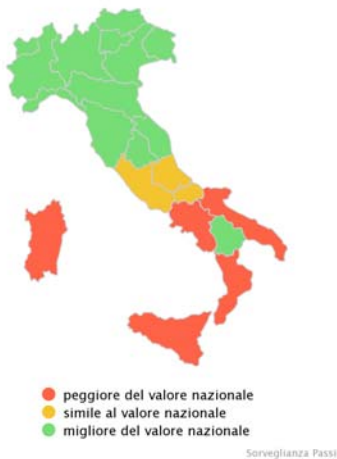 peggiore del valore nazionale
simile al valore nazionale
migliore del valore nazionale
Sorveglianza Passi